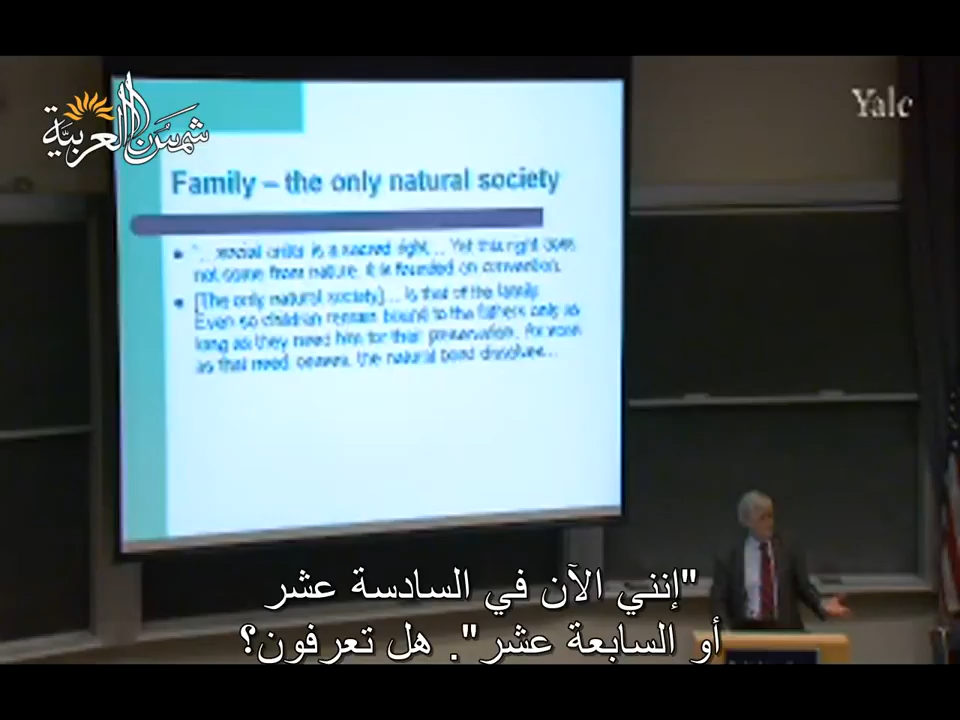 شمس العربية
Yale
Family – the only natural society
"...social order is a sacred right... Yet this right does
not come from nature. It is founded on convention.
[The only natural society]... is that of the family.
Even so children remain bound to the fathers only as
long as they need him for their preservation. As soon
as that need ceases, the natural bond dissolves...
"إنني الآن في السادسة عشر
أو السابعة عشر". هل تعرفون؟